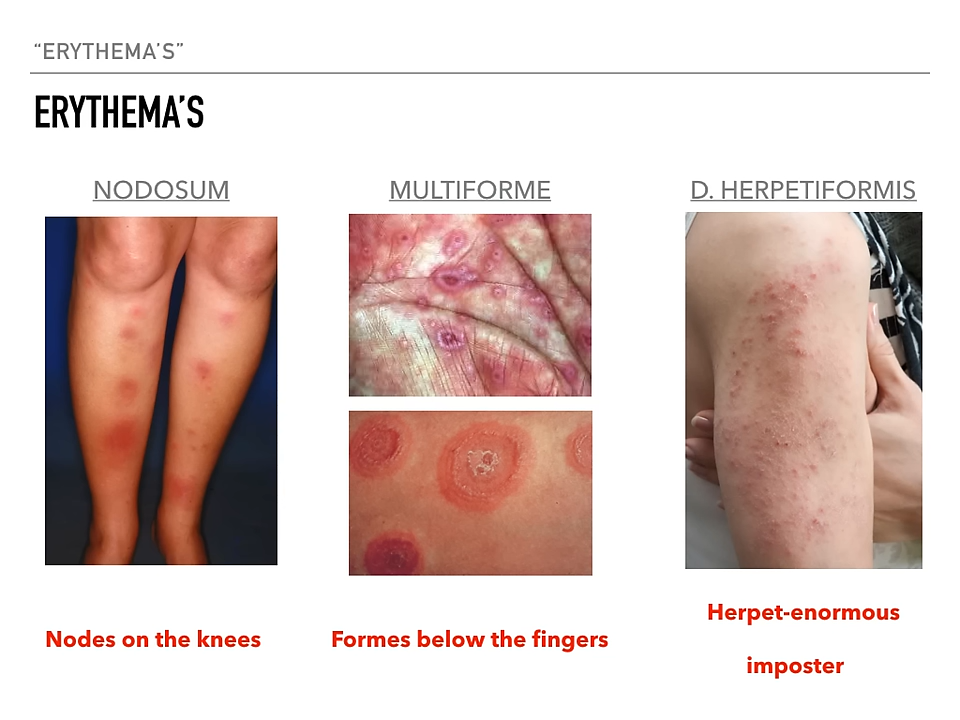 “ERYTHEMA’S”
ERYTHEMA’S
NODOSUM
MULTIFORME
D. HERPETIFORMIS
Nodes on the knees
Formes below the fingers
Herpet-enormous
imposter